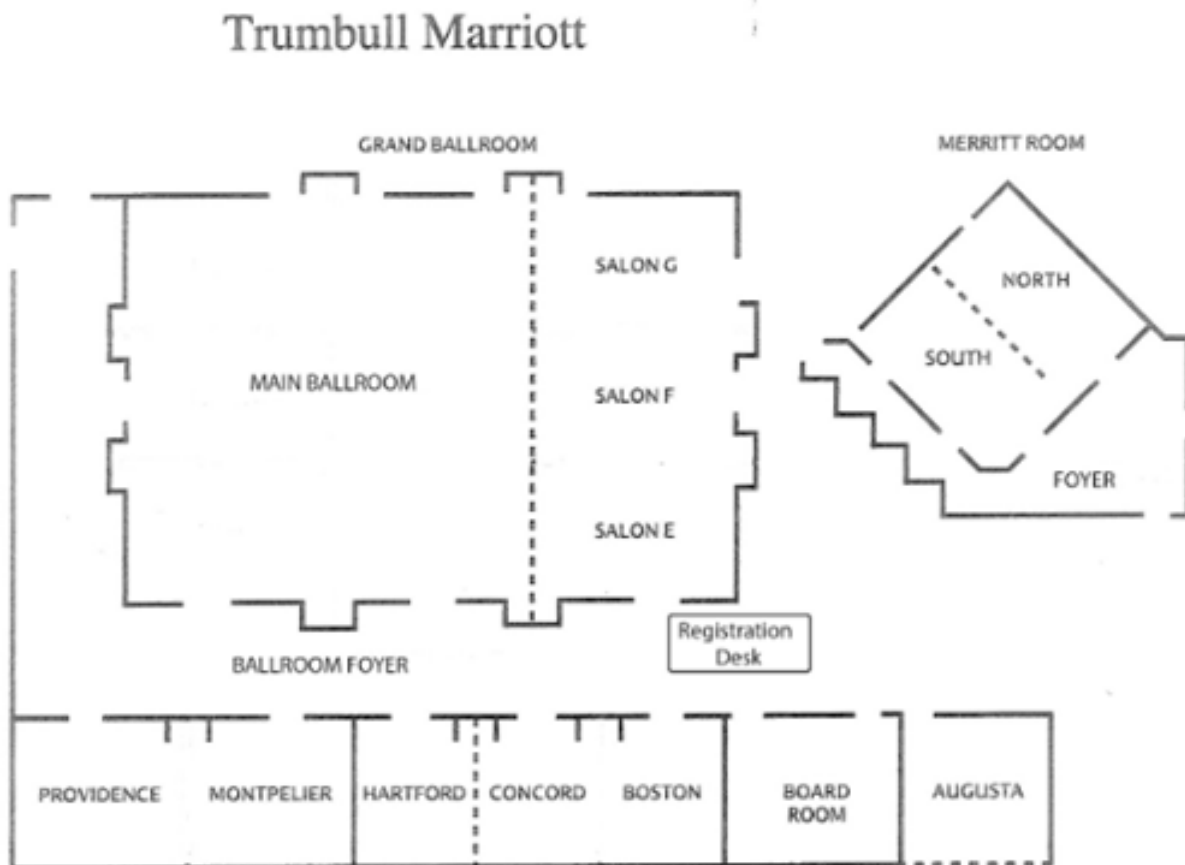 Trumbull Marriott
GRAND BALLROOM
MERRITT ROOM
SALON G
NORTH
SOUTH
MAIN BALLROOM
SALON F
FOYER
SALON E
Registration
Desk
BALLROOM FOYER
PROVIDENCE
MONTPELIER
HARTFORD
CONCORD
BOSTON
BOARD
ROOM
AUGUSTA